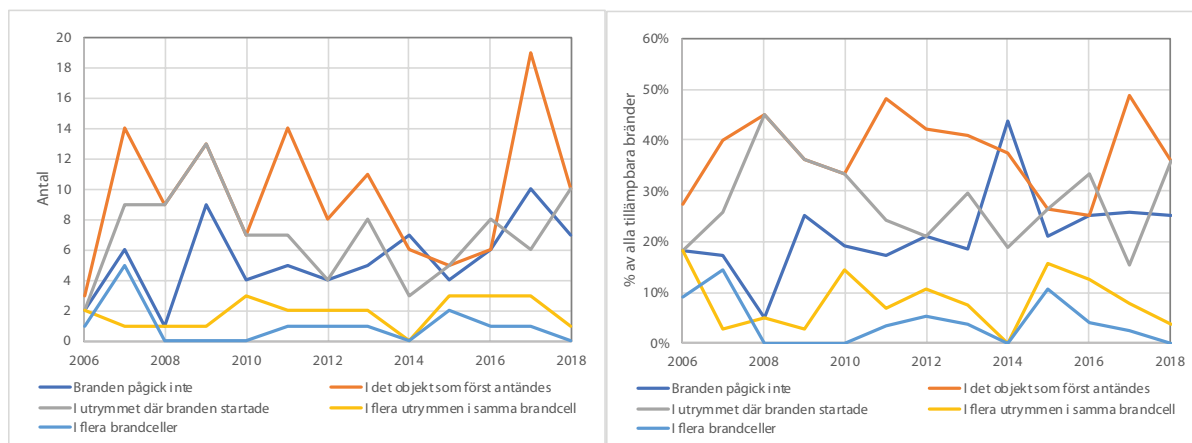 Antal
20
18
16
14
12
10
8
6
4
2
0
2006 2008 2010 2012 2014 2016 2018
Branden pågick inte
I det objekt som först antändes
I utrymmet där branden startade
I flera utrymmen i samma brandcell
I flera brandceller
% av alla tillämpbara bränder
60%
50%
40%
30%
20%
10%
0%
2006 2008 2010 2012 2014 2016 2018
Branden pågick inte
I det objekt som först antändes
I utrymmet där branden startade
I flera utrymmen i samma brandcell
I flera brandceller